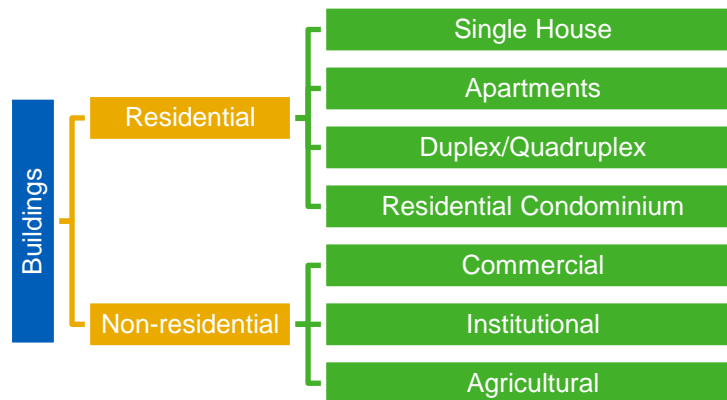 Buildings
Residential
Single House
Apartments
Duplex/Quadruplex
Residential Condominium
Non-residential
Commercial
Institutional
Agricultural